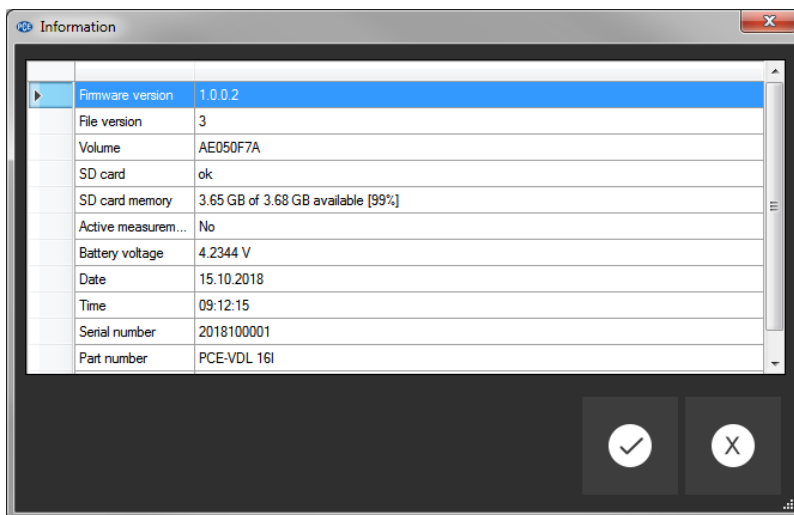 PCE Information X
Firmware version 1.0.0.2
File version 3
Volume AE050F7A
SD card ok
SD card memory 3.65 GB of 3.68 GB available [99%]
Active measurem... No
Battery voltage 4.2344 V
Date 15.10.2018
Time 09:12:15
Serial number 2018100001
Part number PCE-VDL 16I
X